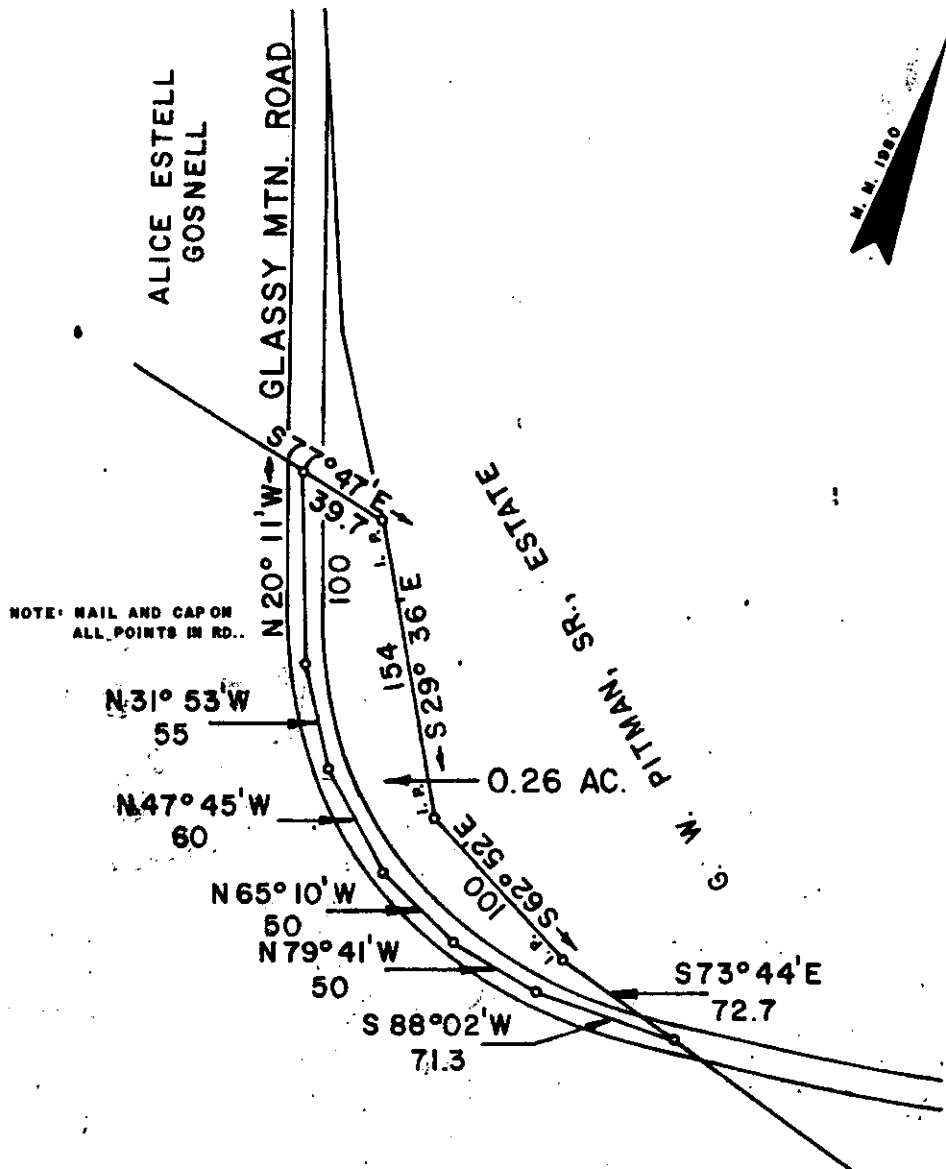 ALICE ESTELL
GOSNELL
GLASSY MTN. ROAD
M. M. 1980
S 77° 47' E
39.7
I. P.
N 20° 11' W
100
NOTE: NAIL AND CAP ON
ALL POINTS IN RD..
154
S 29° 36' E
I. P.
G. W. PITMAN, SR., ESTATE
N 31° 53' W
55
0.26 AC.
N 47° 45' W
60
S 62° 52' E
100
I. P.
N 65° 10' W
50
N 79° 41' W
50
S 73° 44' E
72.7
S 88° 02' W
71.3